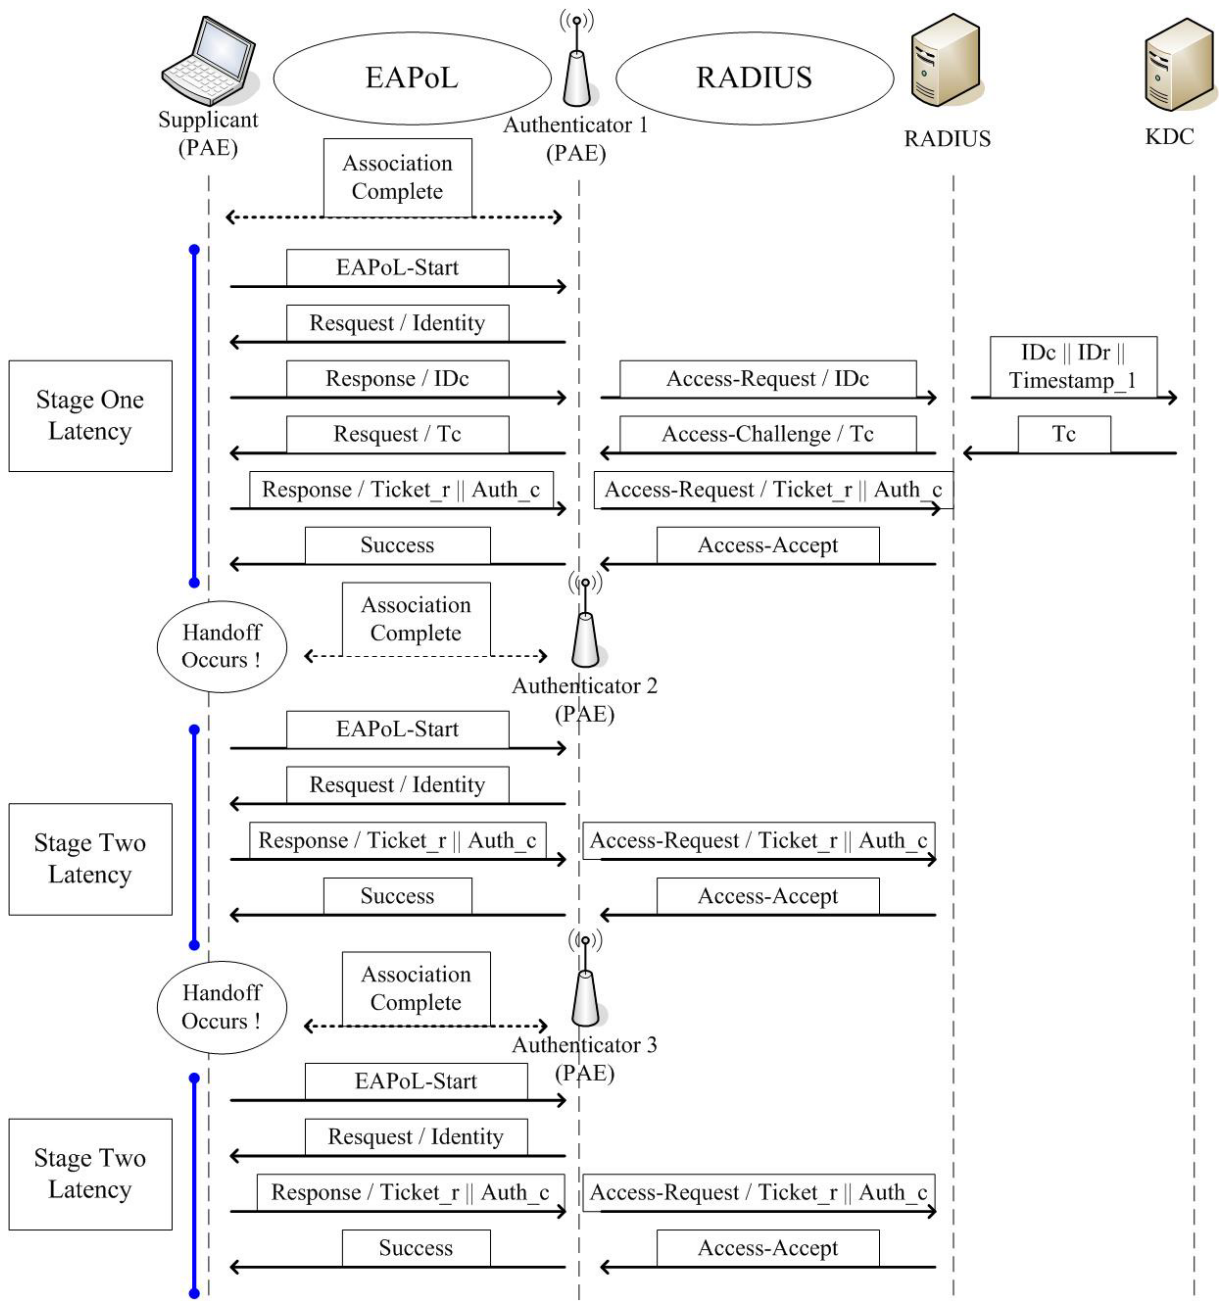 EAPoL
RADIUS
Supplicant
(PAE)
Authenticator 1
(PAE)
RADIUS
KDC
Association
Complete
EAPoL-Start
Resquest / Identity
Stage One
Latency
Response / IDc
Access-Request / IDc
IDc || IDr ||
Timestamp_1
Resquest / Tc
Access-Challenge / Tc
Tc
Response / Ticket_r || Auth_c
Access-Request / Ticket_r || Auth_c
Success
Access-Accept
Handoff
Occurs !
Association
Complete
Authenticator 2
(PAE)
EAPoL-Start
Resquest / Identity
Stage Two
Latency
Response / Ticket_r || Auth_c
Access-Request / Ticket_r || Auth_c
Success
Access-Accept
Handoff
Occurs !
Association
Complete
Authenticator 3
(PAE)
EAPoL-Start
Resquest / Identity
Stage Two
Latency
Response / Ticket_r || Auth_c
Access-Request / Ticket_r || Auth_c
Success
Access-Accept